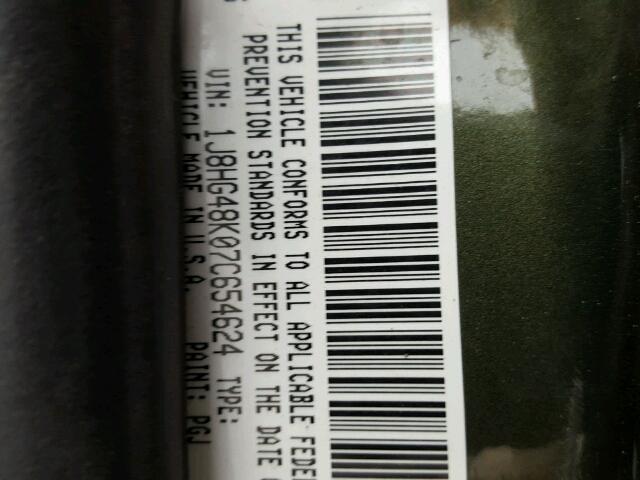 THIS VEHICLE CONFORMS TO ALL APPLICABLE
PREVENTION STANDARDS IN EFFECT ON THE DATE
VIN: 1J8HG48K07C654624 TYPE:
VEHICLE MADE IN U.S.A. PAINT: PGJ